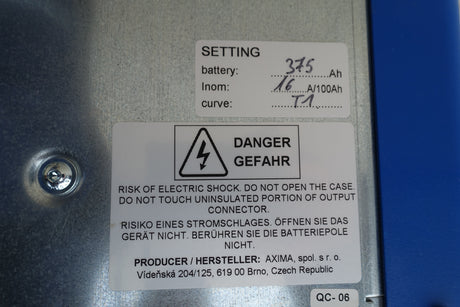 SETTING
battery: 375 Ah
Inom: 16 A/100Ah
curve: T1
DANGER
GEFAHR
RISK OF ELECTRIC SHOCK. DO NOT OPEN THE CASE.
DO NOT TOUCH UNINSULATED PORTION OF OUTPUT
CONNECTOR.
RISIKO EINES STROMSCHLAGES. ÖFFNEN SIE DAS
GERÄT NICHT. BERÜHREN SIE DIE BATTERIEPOLE
NICHT.
PRODUCER / HERSTELLER: AXIMA, spol. s r. o.
Vídeňská 204/125, 619 00 Brno, Czech Republic
QC- 06